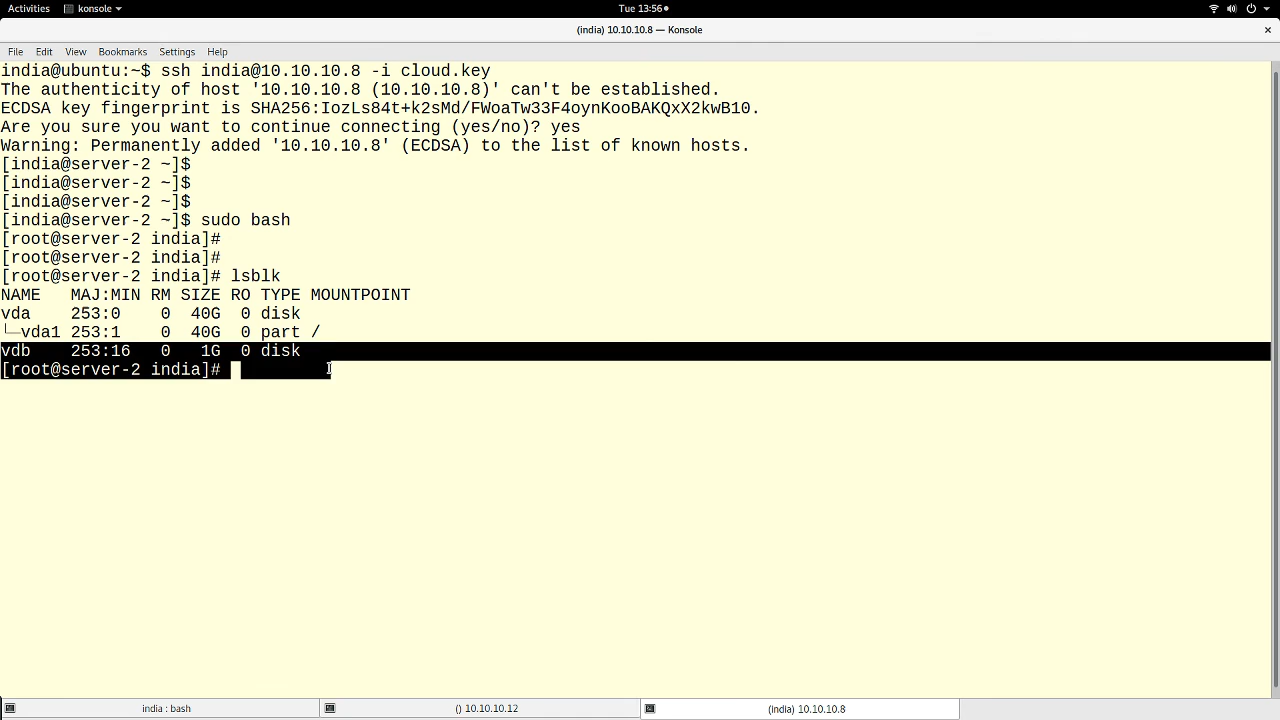 Activities konsole Tue 13:56
(india) 10.10.10.8 — Konsole
File Edit View Bookmarks Settings Help
india@ubuntu:~$ ssh india@10.10.10.8 -i cloud.key
The authenticity of host '10.10.10.8 (10.10.10.8)' can't be established.
ECDSA key fingerprint is SHA256:IozLs84t+k2sMd/FWoaTw33F4oynKooBAKQxX2kwB10.
Are you sure you want to continue connecting (yes/no)? yes
Warning: Permanently added '10.10.10.8' (ECDSA) to the list of known hosts.
[india@server-2 ~]$
[india@server-2 ~]$
[india@server-2 ~]$
[india@server-2 ~]$ sudo bash
[root@server-2 india]#
[root@server-2 india]#
[root@server-2 india]# lsblk
NAME   MAJ:MIN RM SIZE RO TYPE MOUNTPOINT
vda    253:0    0  40G  0 disk
└─vda1 253:1    0  40G  0 part /
vdb    253:16   0   1G  0 disk
[root@server-2 india]#
india : bash
() 10.10.10.12
(india) 10.10.10.8